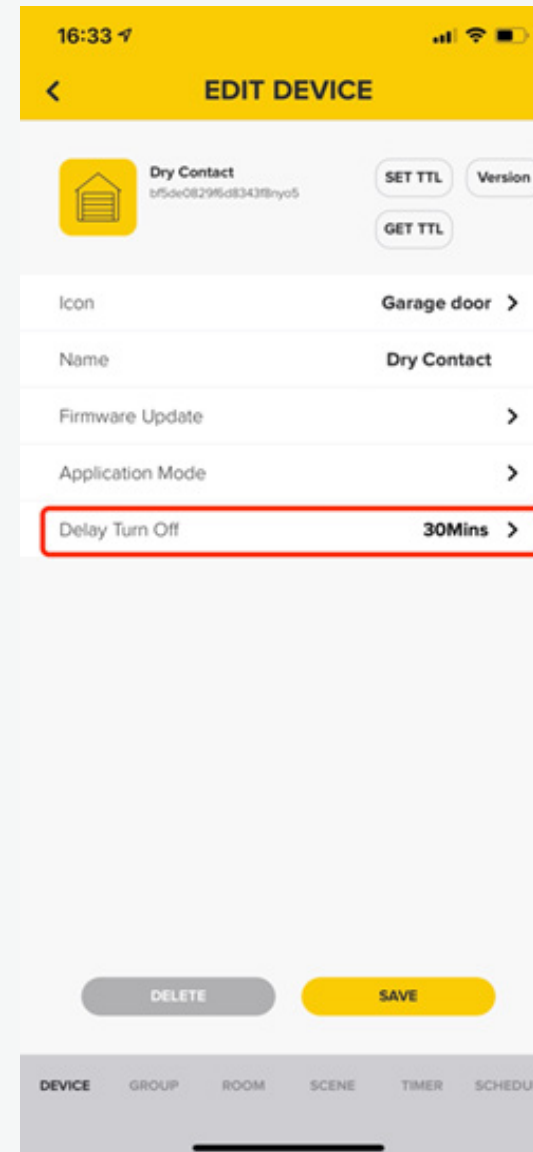 16:33
EDIT DEVICE
Dry Contact
SET TTL Version
GET TTL
Icon Garage door
Name Dry Contact
Firmware Update
Application Mode
Delay Turn Off 30Mins
DELETE SAVE
DEVICE GROUP ROOM SCENE TIMER SCHEDU